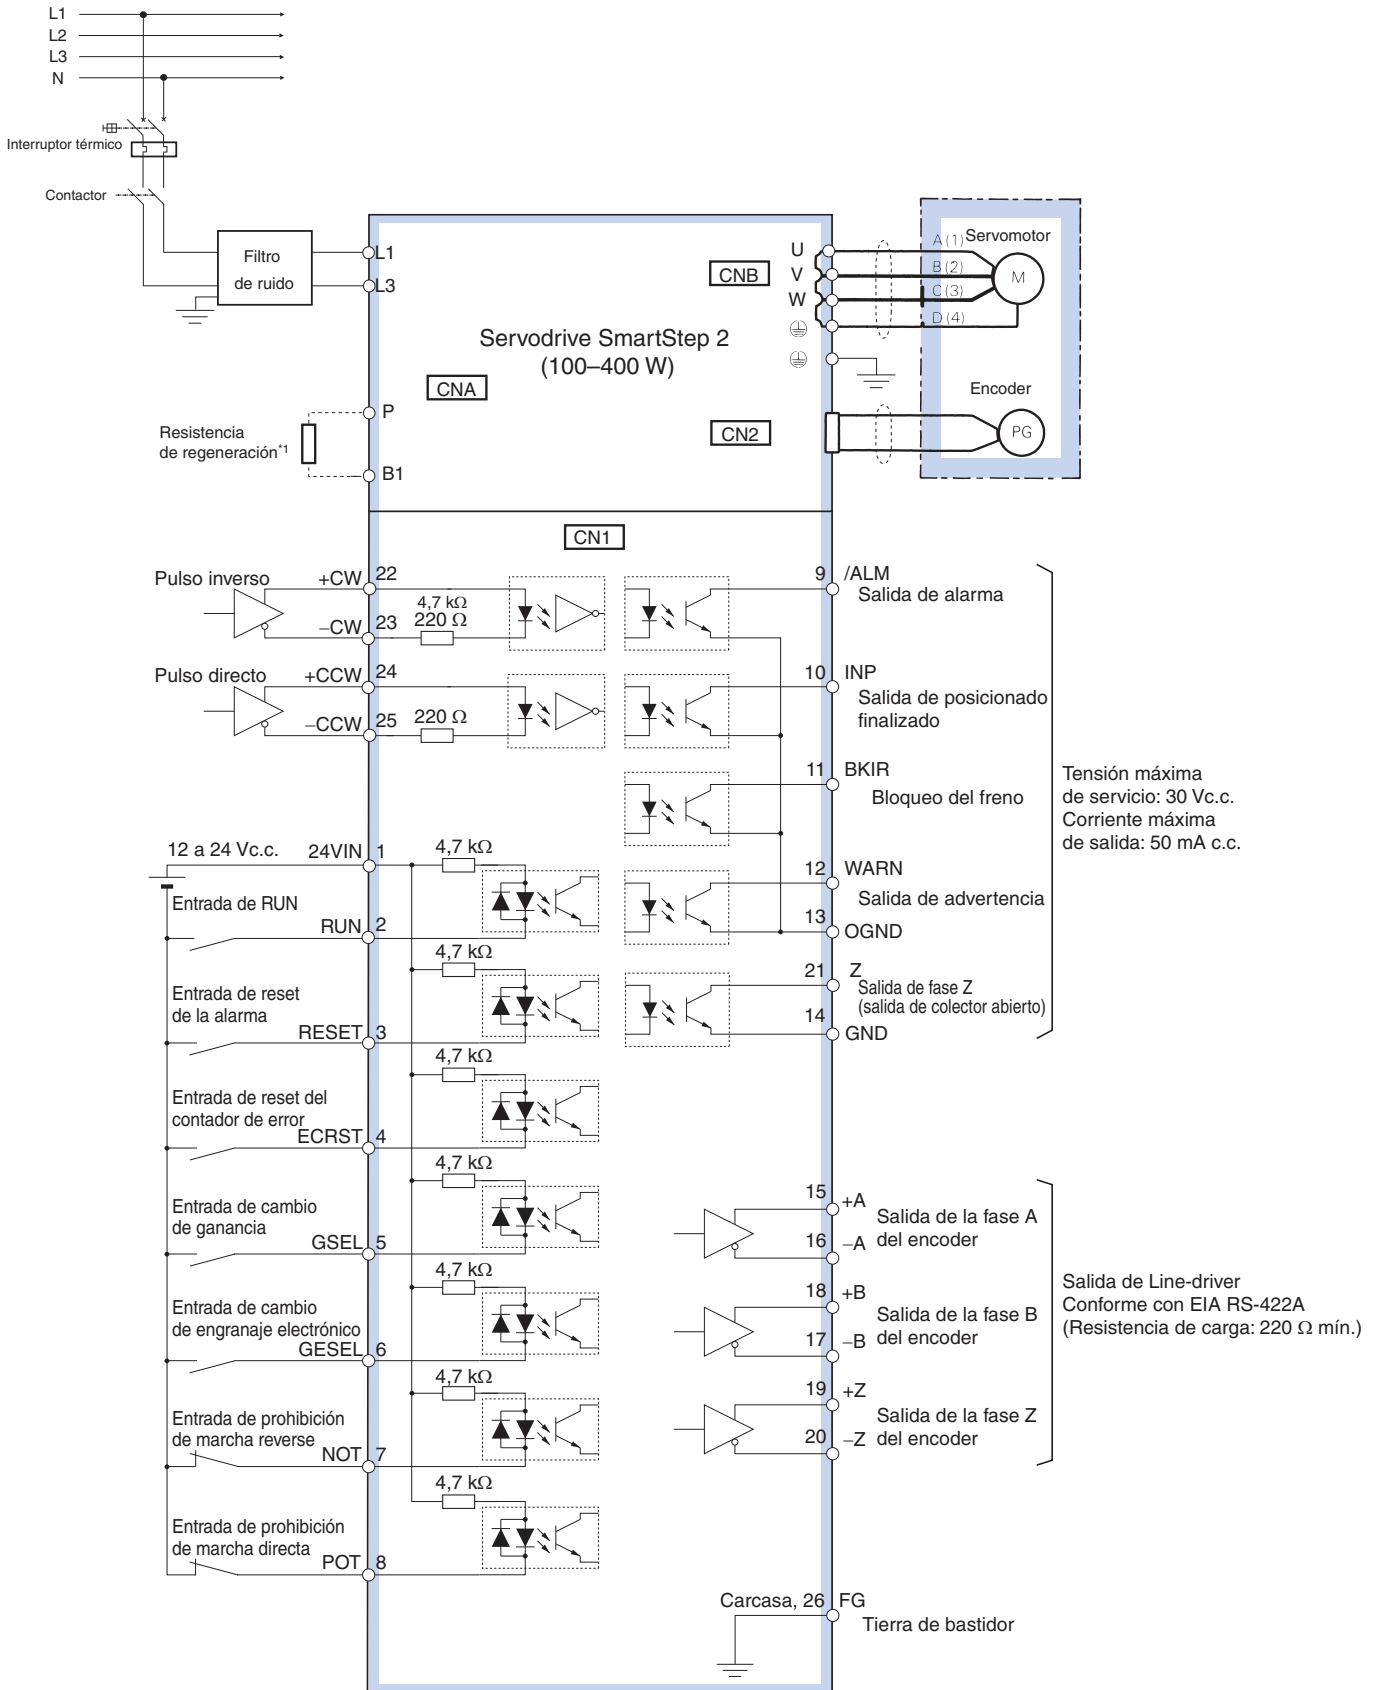 L1
L2
L3
N
Interruptor térmico
Contactor
Filtro
de ruido
L1
L3
Servodrive SmartStep 2
(100–400 W)
CNA
CNB
CN2
U
V
W
A (1)
B (2)
C (3)
D (4)
Servomotor
M
Encoder
PG
P
Resistencia
de regeneración*1
B1
CN1
Pulso inverso
+CW
22
4,7 kΩ
220 Ω
–CW
23
Pulso directo
+CCW
24
–CCW
25
220 Ω
12 a 24 Vc.c.
24VIN
1
4,7 kΩ
Entrada de RUN
RUN
2
4,7 kΩ
Entrada de reset
de la alarma
RESET
3
4,7 kΩ
Entrada de reset del
contador de error
ECRST
4
4,7 kΩ
Entrada de cambio
de ganancia
GSEL
5
4,7 kΩ
Entrada de cambio
de engranaje electrónico
GESEL
6
4,7 kΩ
Entrada de prohibición
de marcha reverse
NOT
7
4,7 kΩ
Entrada de prohibición
de marcha directa
POT
8
9
/ALM
Salida de alarma
10
INP
Salida de posicionado
finalizado
11
BKIR
Bloqueo del freno
12
WARN
Salida de advertencia
13
OGND
21
Z
Salida de fase Z
(salida de colector abierto)
14
GND
Tensión máxima
de servicio: 30 Vc.c.
Corriente máxima
de salida: 50 mA c.c.
15
+A
Salida de la fase A
del encoder
16
–A
18
+B
Salida de la fase B
del encoder
17
–B
19
+Z
Salida de la fase Z
del encoder
20
–Z
Salida de Line-driver
Conforme con EIA RS-422A
(Resistencia de carga: 220 Ω mín.)
Carcasa, 26
FG
Tierra de bastidor